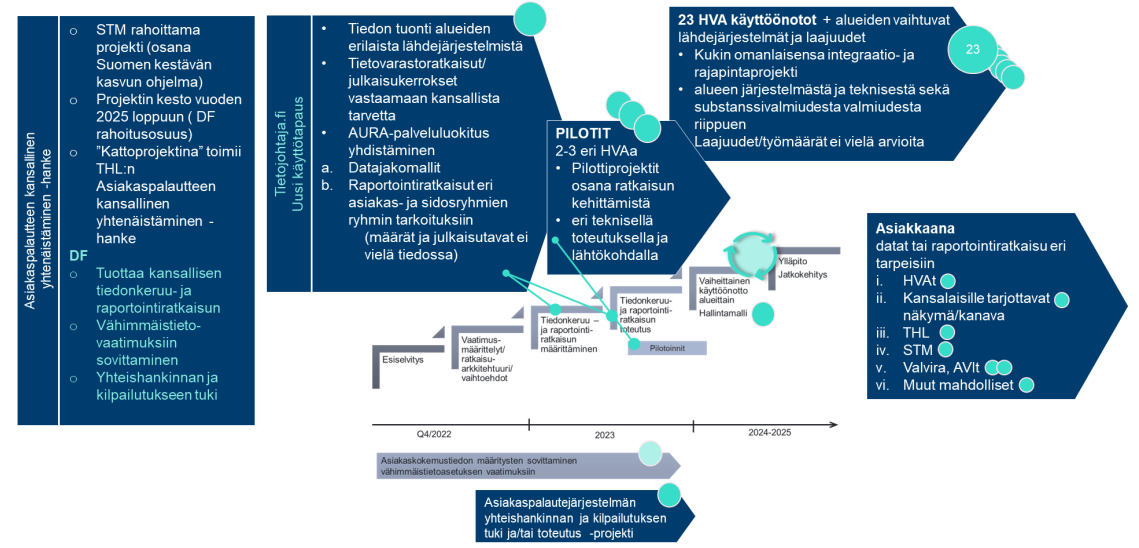 Asiakaspalautteen kansallinen
yhtenäistäminen -hanke
o STM rahoittama
projekti (osana
Suomen kestävän
kasvun ohjelma)
o Projektin kesto vuoden
2025 loppuun ( DF
rahoitusosuus)
o ”Kattoprojektina” toimii
THL:n
Asiakaspalautteen
kansallinen
yhtenäistäminen -
hanke
DF
o Tuottaa kansallisen
tiedonkeruu- ja
raportointiratkaisun
o Vähimmäistieto-
vaatimuksiin
sovittaminen
o Yhteishankinnan ja
kilpailutukseen tuki
Tietojohtaja.fi
Uusi käyttötapaus
• Tiedon tuonti alueiden
erilaista lähdejärjestelmistä
• Tietovarastoratkaisut/
julkaisukerrokset
vastaamaan kansallista
tarvetta
• AURA-palveluluokitus
yhdistäminen
a. Datajakomallit
b. Raportointiratkaisut eri
asiakas- ja sidosryhmien
ryhmin tarkoituksiin
(määrät ja julkaisutavat ei
vielä tiedossa)
PILOTIT
2-3 eri HVAa
• Pilottiprojektit
osana ratkaisun
kehittämistä
• eri teknisellä
toteutuksella ja
lähtökohdalla
23 HVA käyttöönotot + alueiden vaihtuvat
lähdejärjestelmät ja laajuudet
• Kukin omanlaisensa integraatio- ja
rajapintaprojekti
• alueen järjestelmästä ja teknisestä sekä
substanssivalmiudesta valmiudesta
riippuen
Laajuudet/työmäärät ei vielä arvioita
23
Asiakkaana
datat tai raportointiratkaisu eri
tarpeisiin
i. HVAt
ii. Kansalaisille tarjottavat
näkymä/kanava
iii. THL
iv. STM
v. Valvira, AVIt
vi. Muut mahdolliset
Esiselvitys
Vaatimus-
määrittelyt/
ratkaisu-
arkkitehtuuri/
vaihtoehdot
Tiedonkeruu –
ja raportointi-
ratkaisun
määrittäminen
Tiedonkeruu-
ja raportointi-
ratkaisun
toteutus
Pilotoinnit
Vaiheittainen
käyttöönotto
alueittain
Hallintamalli
Ylläpito
Jatkokehitys
Q4/2022
2023
2024-2025
Asiakaskokemustiedon määritysten sovittaminen
vähimmäistietoasetuksen vaatimuksiin
Asiakaspalautejärjestelmän
yhteishankinnan ja kilpailutuksen
tuki ja/tai toteutus -projekti